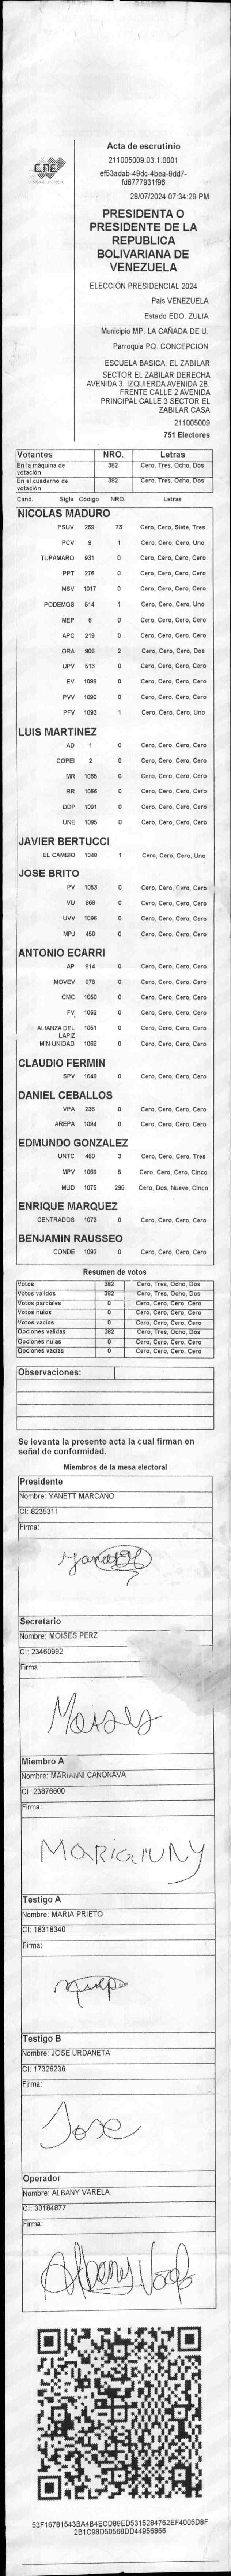 CNE
Acta de escrutinio
211005009.03.1.0001
ef53adab-49dc-4bea-9dd7-
fd6777931f96
28/07/2024 07:34:29 PM
PRESIDENTA O
PRESIDENTE DE LA
REPUBLICA
BOLIVARIANA DE
VENEZUELA
ELECCIÓN PRESIDENCIAL 2024
País VENEZUELA
Estado EDO. ZULIA
Municipio MP. LA CAÑADA DE U.
Parroquia PQ. CONCEPCION
ESCUELA BASICA. EL ZABILAR
SECTOR EL ZABILAR DERECHA
AVENIDA 3. IZQUIERDA AVENIDA 2B.
FRENTE CALLE 2 AVENIDA
PRINCIPAL CALLE 3 SECTOR EL
ZABILAR CASA
211005009
751 Electores
Votantes NRO. Letras
En la máquina de votación 382 Cero, Tres, Ocho, Dos
En el cuaderno de votación 382 Cero, Tres, Ocho, Dos
Cand. Sigla Código NRO. Letras
NICOLAS MADURO
PSUV 269 73 Cero, Cero, Siete, Tres
PCV 9 1 Cero, Cero, Cero, Uno
TUPAMARO 931 0 Cero, Cero, Cero, Cero
PPT 276 0 Cero, Cero, Cero, Cero
MSV 1017 0 Cero, Cero, Cero, Cero
PODEMOS 514 1 Cero, Cero, Cero, Uno
MEP 6 0 Cero, Cero, Cero, Cero
APC 219 0 Cero, Cero, Cero, Cero
ORA 906 2 Cero, Cero, Cero, Dos
UPV 513 0 Cero, Cero, Cero, Cero
EV 1089 0 Cero, Cero, Cero, Cero
PVV 1090 0 Cero, Cero, Cero, Cero
PFV 1093 1 Cero, Cero, Cero, Uno
LUIS MARTINEZ
AD 1 0 Cero, Cero, Cero, Cero
COPEI 2 0 Cero, Cero, Cero, Cero
MR 1055 0 Cero, Cero, Cero, Cero
BR 1066 0 Cero, Cero, Cero, Cero
DDP 1091 0 Cero, Cero, Cero, Cero
UNE 1095 0 Cero, Cero, Cero, Cero
JAVIER BERTUCCI
EL CAMBIO 1048 1 Cero, Cero, Cero, Uno
JOSE BRITO
PV 1053 0 Cero, Cero, Cero, Cero
VU 868 0 Cero, Cero, Cero, Cero
UVV 1096 0 Cero, Cero, Cero, Cero
MPJ 458 0 Cero, Cero, Cero, Cero
ANTONIO ECARRI
AP 814 0 Cero, Cero, Cero, Cero
MOVEV 878 0 Cero, Cero, Cero, Cero
CMC 1050 0 Cero, Cero, Cero, Cero
FV 1062 0 Cero, Cero, Cero, Cero
ALIANZA DEL LAPIZ 1051 0 Cero, Cero, Cero, Cero
MIN UNIDAD 1068 0 Cero, Cero, Cero, Cero
CLAUDIO FERMIN
SPV 1049 0 Cero, Cero, Cero, Cero
DANIEL CEBALLOS
VPA 236 0 Cero, Cero, Cero, Cero
AREPA 1094 0 Cero, Cero, Cero, Cero
EDMUNDO GONZALEZ
UNTC 460 3 Cero, Cero, Cero, Tres
MPV 1069 5 Cero, Cero, Cero, Cinco
MUD 1075 295 Cero, Dos, Nueve, Cinco
ENRIQUE MARQUEZ
CENTRADOS 1073 0 Cero, Cero, Cero, Cero
BENJAMIN RAUSSEO
CONDE 1092 0 Cero, Cero, Cero, Cero
Resumen de votos
Votos 382 Cero, Tres, Ocho, Dos
Votos validos 382 Cero, Tres, Ocho, Dos
Votos parciales 0 Cero, Cero, Cero, Cero
Votos nulos 0 Cero, Cero, Cero, Cero
Votos vacios 0 Cero, Cero, Cero, Cero
Opciones validas 382 Cero, Tres, Ocho, Dos
Opciones nulas 0 Cero, Cero, Cero, Cero
Opciones vacias 0 Cero, Cero, Cero, Cero
Observaciones:
Se levanta la presente acta la cual firman en
señal de conformidad.
Miembros de la mesa electoral
Presidente
Nombre: YANETT MARCANO
CI: 8235311
Firma:
Secretario
Nombre: MOISES PERZ
CI: 23460992
Firma:
Moises
Miembro A
Nombre: MARIANNI CANONAVA
CI: 23876600
Firma:
MARIANNY
Testigo A
Nombre: MARIA PRIETO
CI: 18318340
Firma:
Testigo B
Nombre: JOSE URDANETA
CI: 17326236
Firma:
Jose
Operador
Nombre: ALBANY VARELA
CI: 30184877
Firma:
53F16781543BA4B4ECD89ED5315284762EF4005D8F
2B1C98D5056BDD44956866